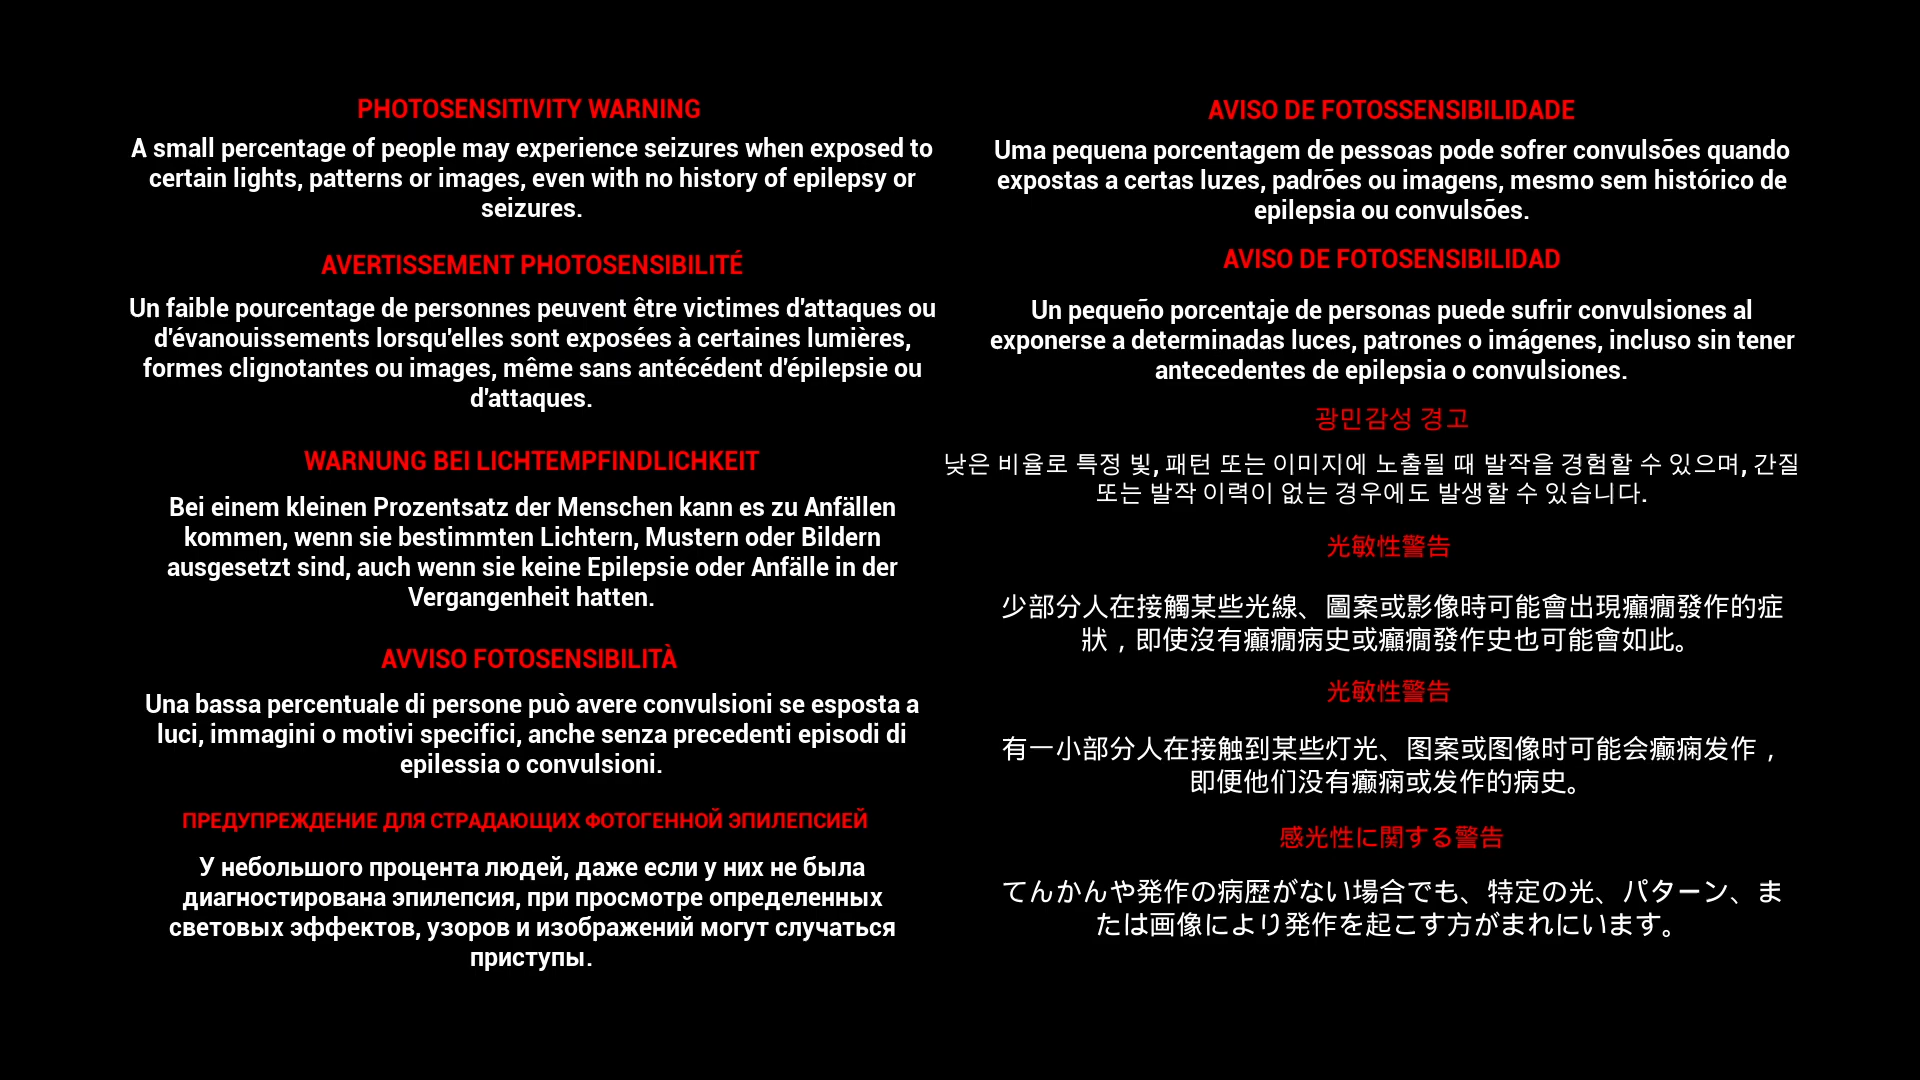 PHOTOSENSITIVITY WARNING
A small percentage of people may experience seizures when exposed to
certain lights, patterns or images, even with no history of epilepsy or
seizures.
AVERTISSEMENT PHOTOSENSIBILITÉ
Un faible pourcentage de personnes peuvent être victimes d'attaques ou
d'évanouissements lorsqu'elles sont exposées à certaines lumières,
formes clignotantes ou images, même sans antécédent d'épilepsie ou
d'attaques.
WARNUNG BEI LICHTEMPFINDLICHKEIT
Bei einem kleinen Prozentsatz der Menschen kann es zu Anfällen
kommen, wenn sie bestimmten Lichtern, Mustern oder Bildern
ausgesetzt sind, auch wenn sie keine Epilepsie oder Anfälle in der
Vergangenheit hatten.
AVVISO FOTOSENSIBILITÀ
Una bassa percentuale di persone può avere convulsioni se esposta a
luci, immagini o motivi specifici, anche senza precedenti episodi di
epilessia o convulsioni.
ПРЕДУПРЕЖДЕНИЕ ДЛЯ СТРАДАЮЩИХ ФОТОГЕННОЙ ЭПИЛЕПСИЕЙ
У небольшого процента людей, даже если у них не была
диагностирована эпилепсия, при просмотре определенных
световых эффектов, узоров и изображений могут случаться
приступы.
AVISO DE FOTOSSENSIBILIDADE
Uma pequena porcentagem de pessoas pode sofrer convulsões quando
expostas a certas luzes, padrões ou imagens, mesmo sem histórico de
epilepsia ou convulsões.
AVISO DE FOTOSENSIBILIDAD
Un pequeño porcentaje de personas puede sufrir convulsiones al
exponerse a determinadas luces, patrones o imágenes, incluso sin tener
antecedentes de epilepsia o convulsiones.
광민감성 경고
낮은 비율로 특정 빛, 패턴 또는 이미지에 노출될 때 발작을 경험할 수 있으며, 간질
또는 발작 이력이 없는 경우에도 발생할 수 있습니다.
光敏性警告
少部分人在接觸某些光線、圖案或影像時可能會出現癲癇發作的症
狀，即使沒有癲癇病史或癲癇發作史也可能會如此。
光敏性警告
有一小部分人在接触到某些灯光、图案或图像时可能会癫痫发作，
即便他们没有癫痫或发作的病史。
感光性に関する警告
てんかんや発作の病歴がない場合でも、特定の光、パターン、ま
たは画像により発作を起こす方がまれにいます。